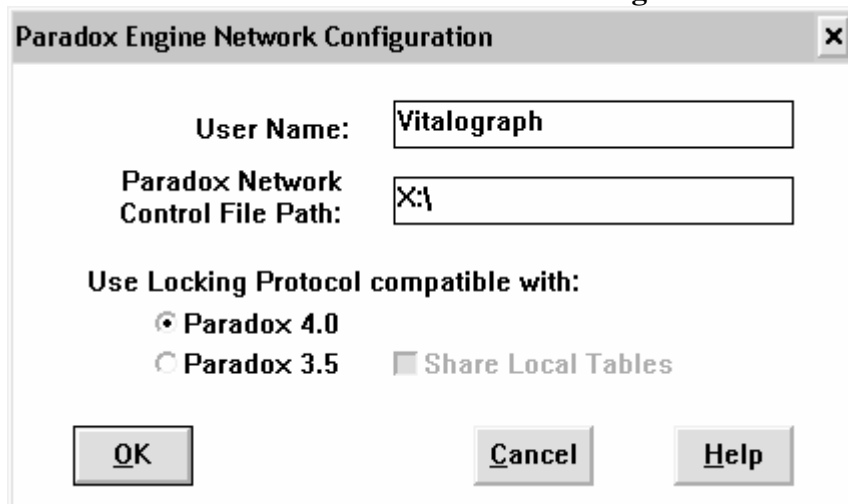 Paradox Engine Network Configuration
User Name: Vitalograph
Paradox Network
Control File Path: X:\
Use Locking Protocol compatible with:
Paradox 4.0
Paradox 3.5 Share Local Tables
OK Cancel Help